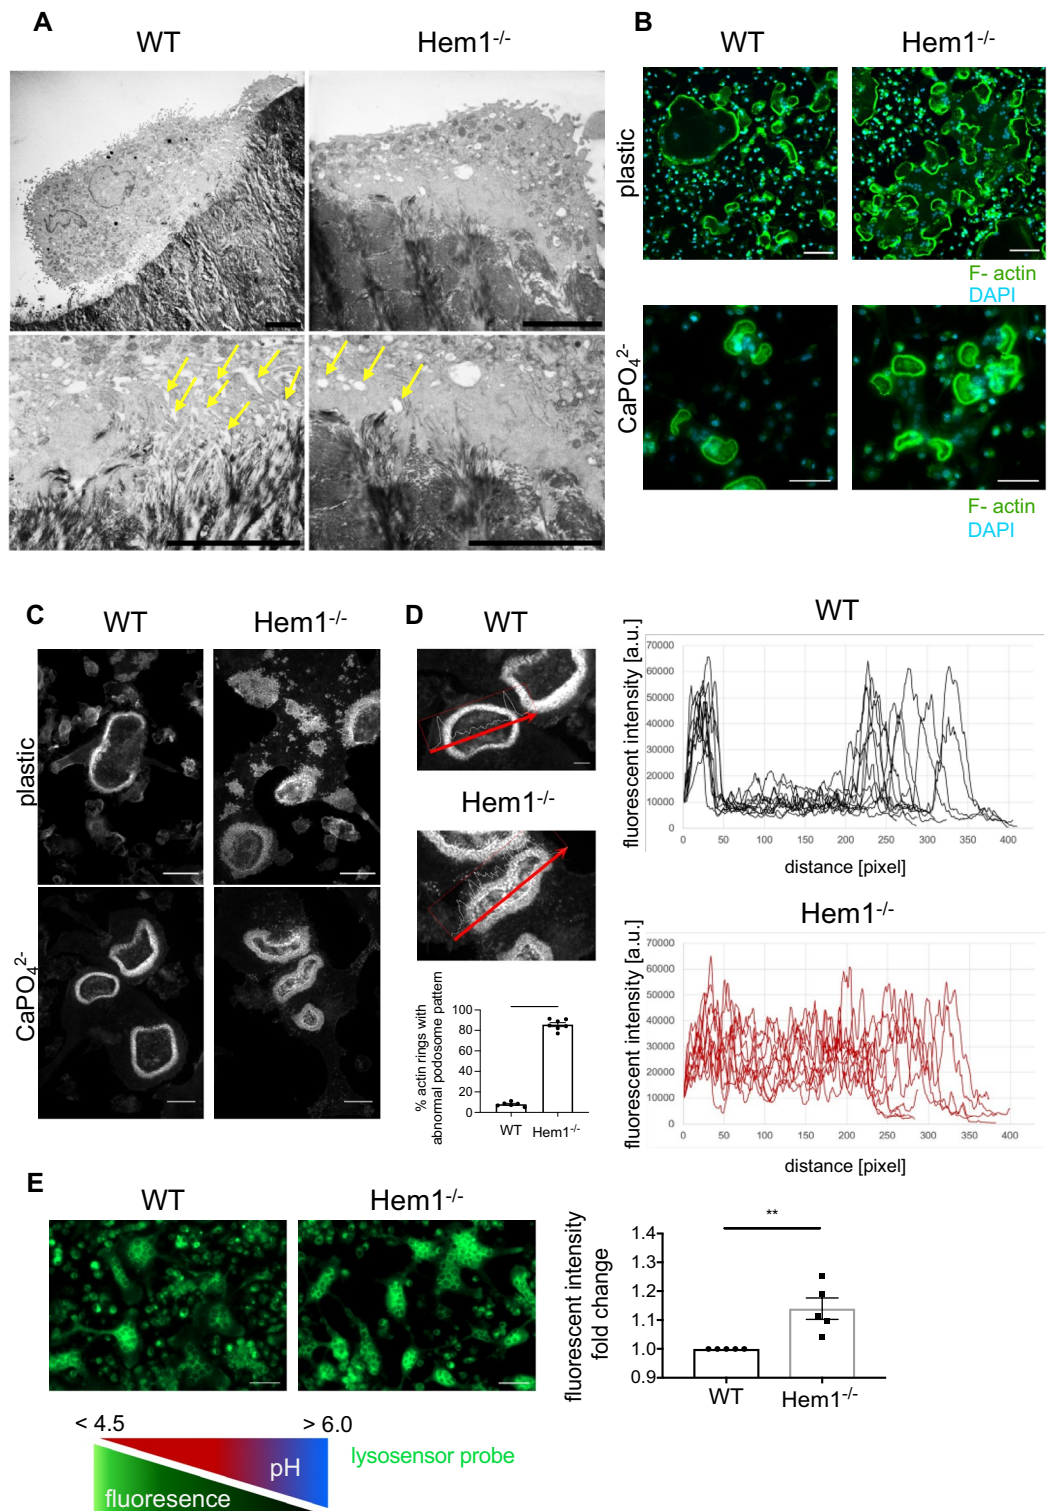 A
WT
Hem1-/-
B
WT
Hem1-/-
plastic
F- actin
DAPI
CaPO42-
F- actin
DAPI
C
WT
Hem1-/-
plastic
CaPO42-
D
WT
Hem1-/-
% actin rings with
abnormal podosome pattern
100
80
60
40
20
0
WT
Hem1-/-
WT
fluorescent intensity [a.u.]
70000
60000
50000
40000
30000
20000
10000
0
0 50 100 150 200 250 300 350 400
distance [pixel]
Hem1-/-
fluorescent intensity [a.u.]
70000
60000
50000
40000
30000
20000
10000
0
0 50 100 150 200 250 300 350 400
distance [pixel]
E
WT
Hem1-/-
< 4.5
> 6.0
pH
fluoresence
lysosensor probe
fluorescent intensity
fold change
**
1.4
1.3
1.2
1.1
1.0
0.9
WT
Hem1-/-